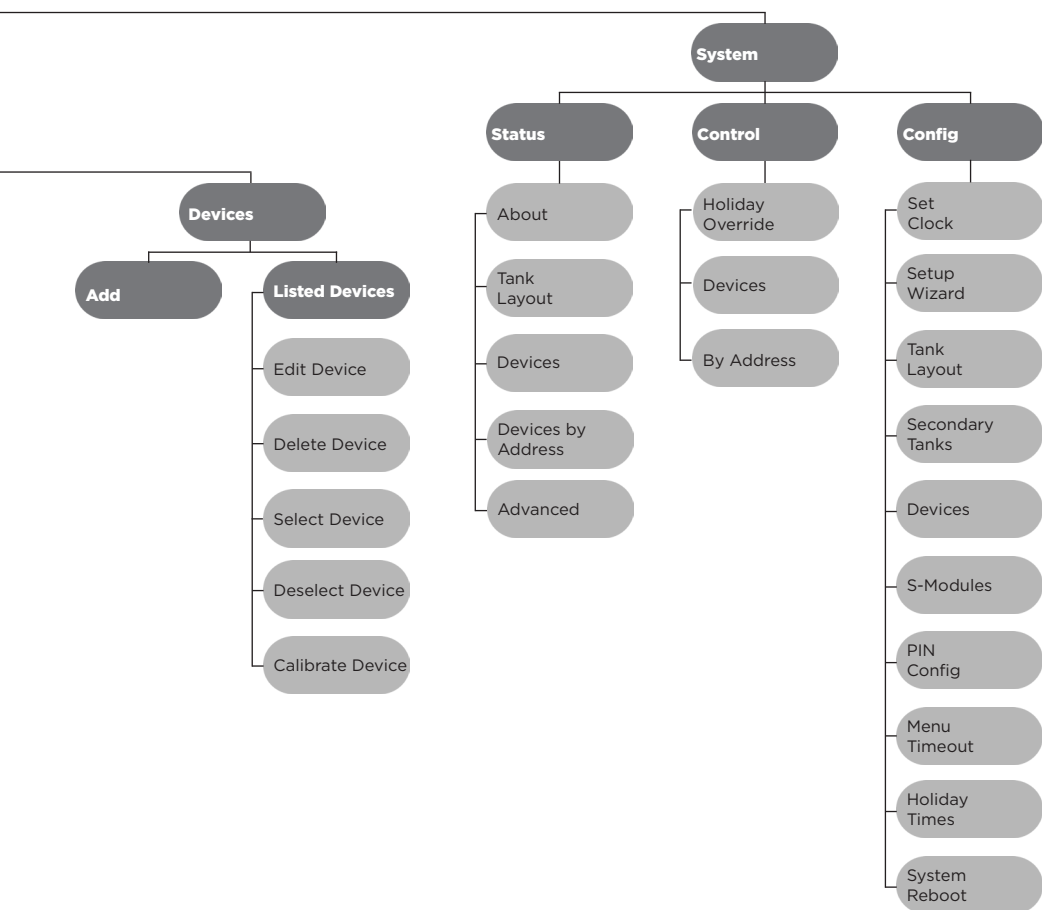 System
Status
Control
Config
Devices
Add
Listed Devices
Edit Device
Delete Device
Select Device
Deselect Device
Calibrate Device
About
Tank
Layout
Devices
Devices by
Address
Advanced
Holiday
Override
Devices
By Address
Set
Clock
Setup
Wizard
Tank
Layout
Secondary
Tanks
Devices
S-Modules
PIN
Config
Menu
Timeout
Holiday
Times
System
Reboot